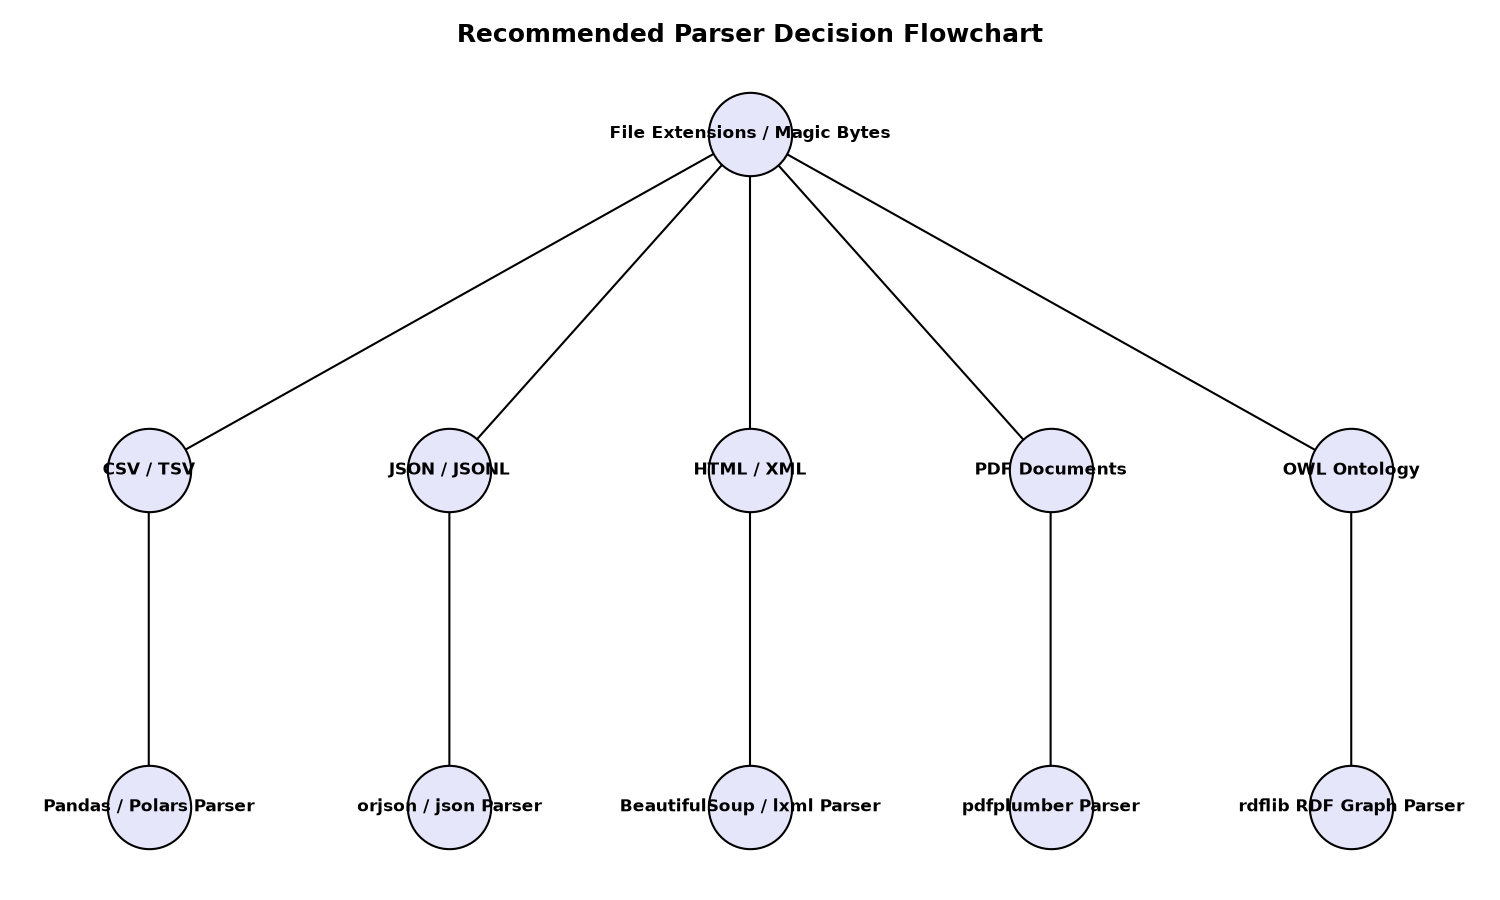 Recommended Parser Decision Flowchart
File Extensions / Magic Bytes
CSV / TSV
JSON / JSONL
HTML / XML
PDF Documents
OWL Ontology
Pandas / Polars Parser
orjson / json Parser
BeautifulSoup / lxml Parser
pdfplumber Parser
rdflib RDF Graph Parser